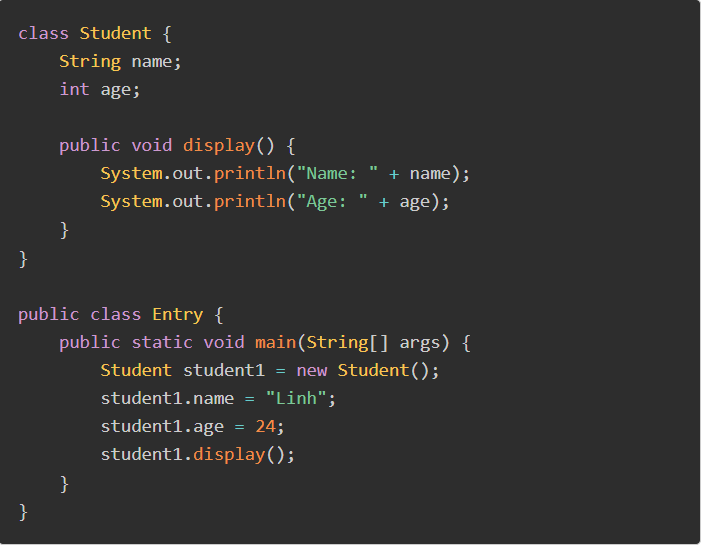 class Student {
    String name;
    int age;

    public void display() {
        System.out.println("Name: " + name);
        System.out.println("Age: " + age);
    }
}

public class Entry {
    public static void main(String[] args) {
        Student student1 = new Student();
        student1.name = "Linh";
        student1.age = 24;
        student1.display();
    }
}